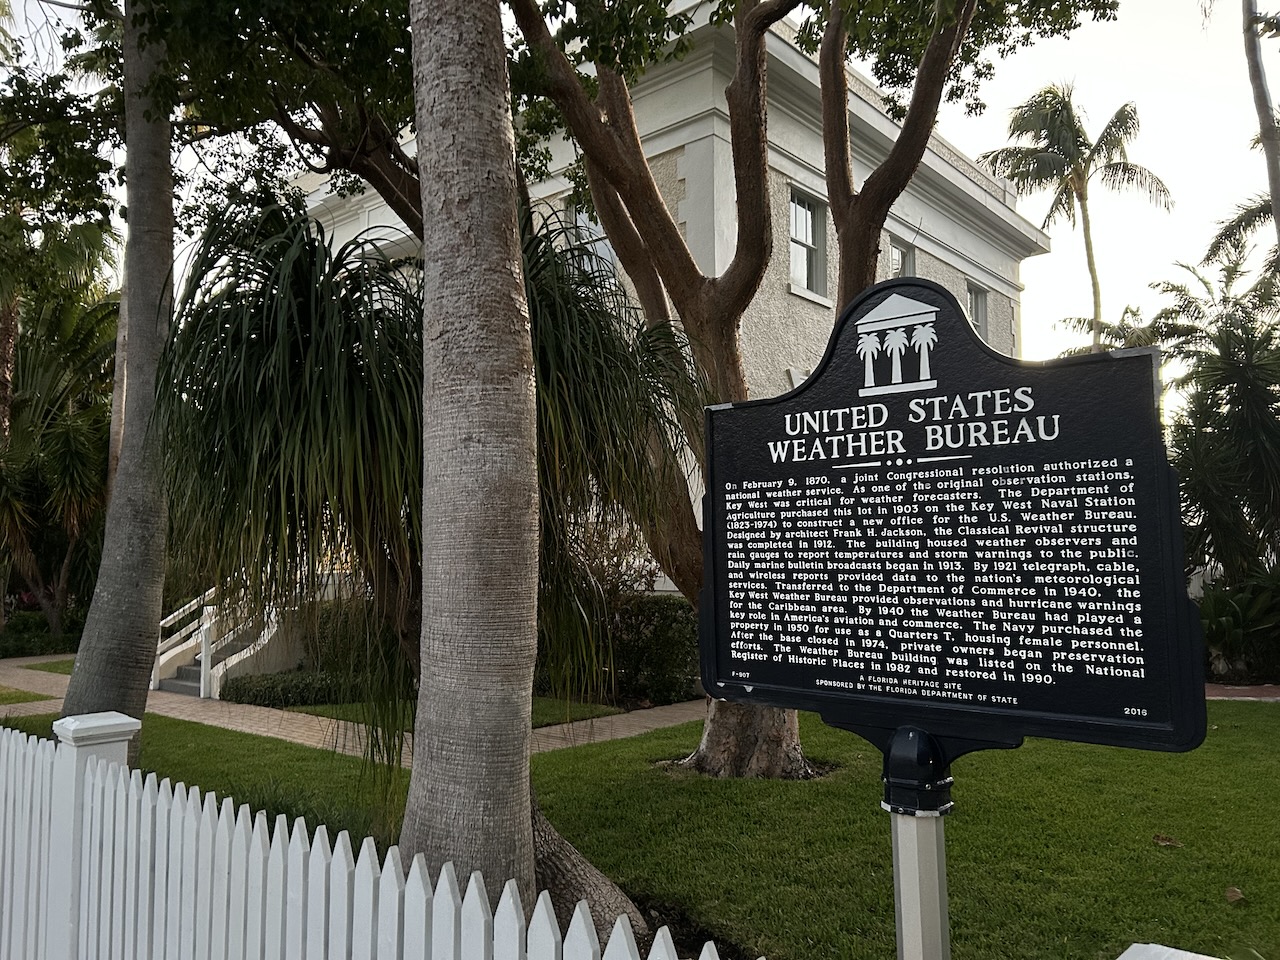 UNITED STATES
WEATHER BUREAU
On February 9, 1870, a joint Congressional resolution authorized a
national weather service. As one of the original observation stations,
Key West was critical for weather forecasters. The Department of
Agriculture purchased this lot in 1903 on the Key West Naval Station
(1823-1974) to construct a new office for the U.S. Weather Bureau.
Designed by architect Frank H. Jackson, the Classical Revival structure
was completed in 1912. The building housed weather observers and
rain gauges to report temperatures and storm warnings to the public.
Daily marine bulletin broadcasts began in 1913. By 1921 telegraph, cable,
and wireless reports provided data to the nation's meteorological
services. Transferred to the Department of Commerce in 1940, the
Key West Weather Bureau provided observations and hurricane warnings
for the Caribbean area. By 1940 the Weather Bureau had played a
key role in America's aviation and commerce. The Navy purchased the
property in 1950 for use as a Quarters T, housing female personnel.
After the base closed in 1974, private owners began preservation
efforts. The Weather Bureau building was listed on the National
Register of Historic Places in 1982 and restored in 1990.
F-907
A FLORIDA HERITAGE SITE
SPONSORED BY THE FLORIDA DEPARTMENT OF STATE
2016